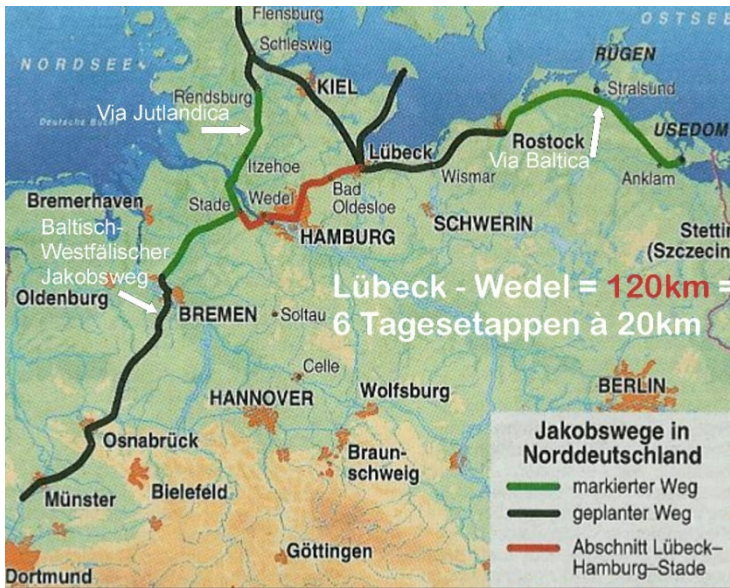 Flensburg
OSTSEE
Schleswig
NORDSEE
RÜGEN
KIEL
Rendsburg
Stralsund
Via Jutlandica
Deutsche Bucht
USEDOM
Lübeck
Rostock
Via Baltica
Itzehoe
Wismar
Anklam
Wedel
Bad
Oldesloe
Bremerhaven
Stade
SCHWERIN
HAMBURG
Stettin
(Szczecin
Baltisch-
Westfälischer
Jakobsweg
Oldenburg
Lübeck - Wedel = 120km =
BREMEN
Soltau
6 Tagesetappen à 20km
Celle
HANNOVER
Wolfsburg
BERLIN
Osnabrück
Braun-
schweig
Münster
Bielefeld
Göttingen
Dortmund
Jakobswege in
Norddeutschland
markierter Weg
geplanter Weg
Abschnitt Lübeck–
Hamburg–Stade